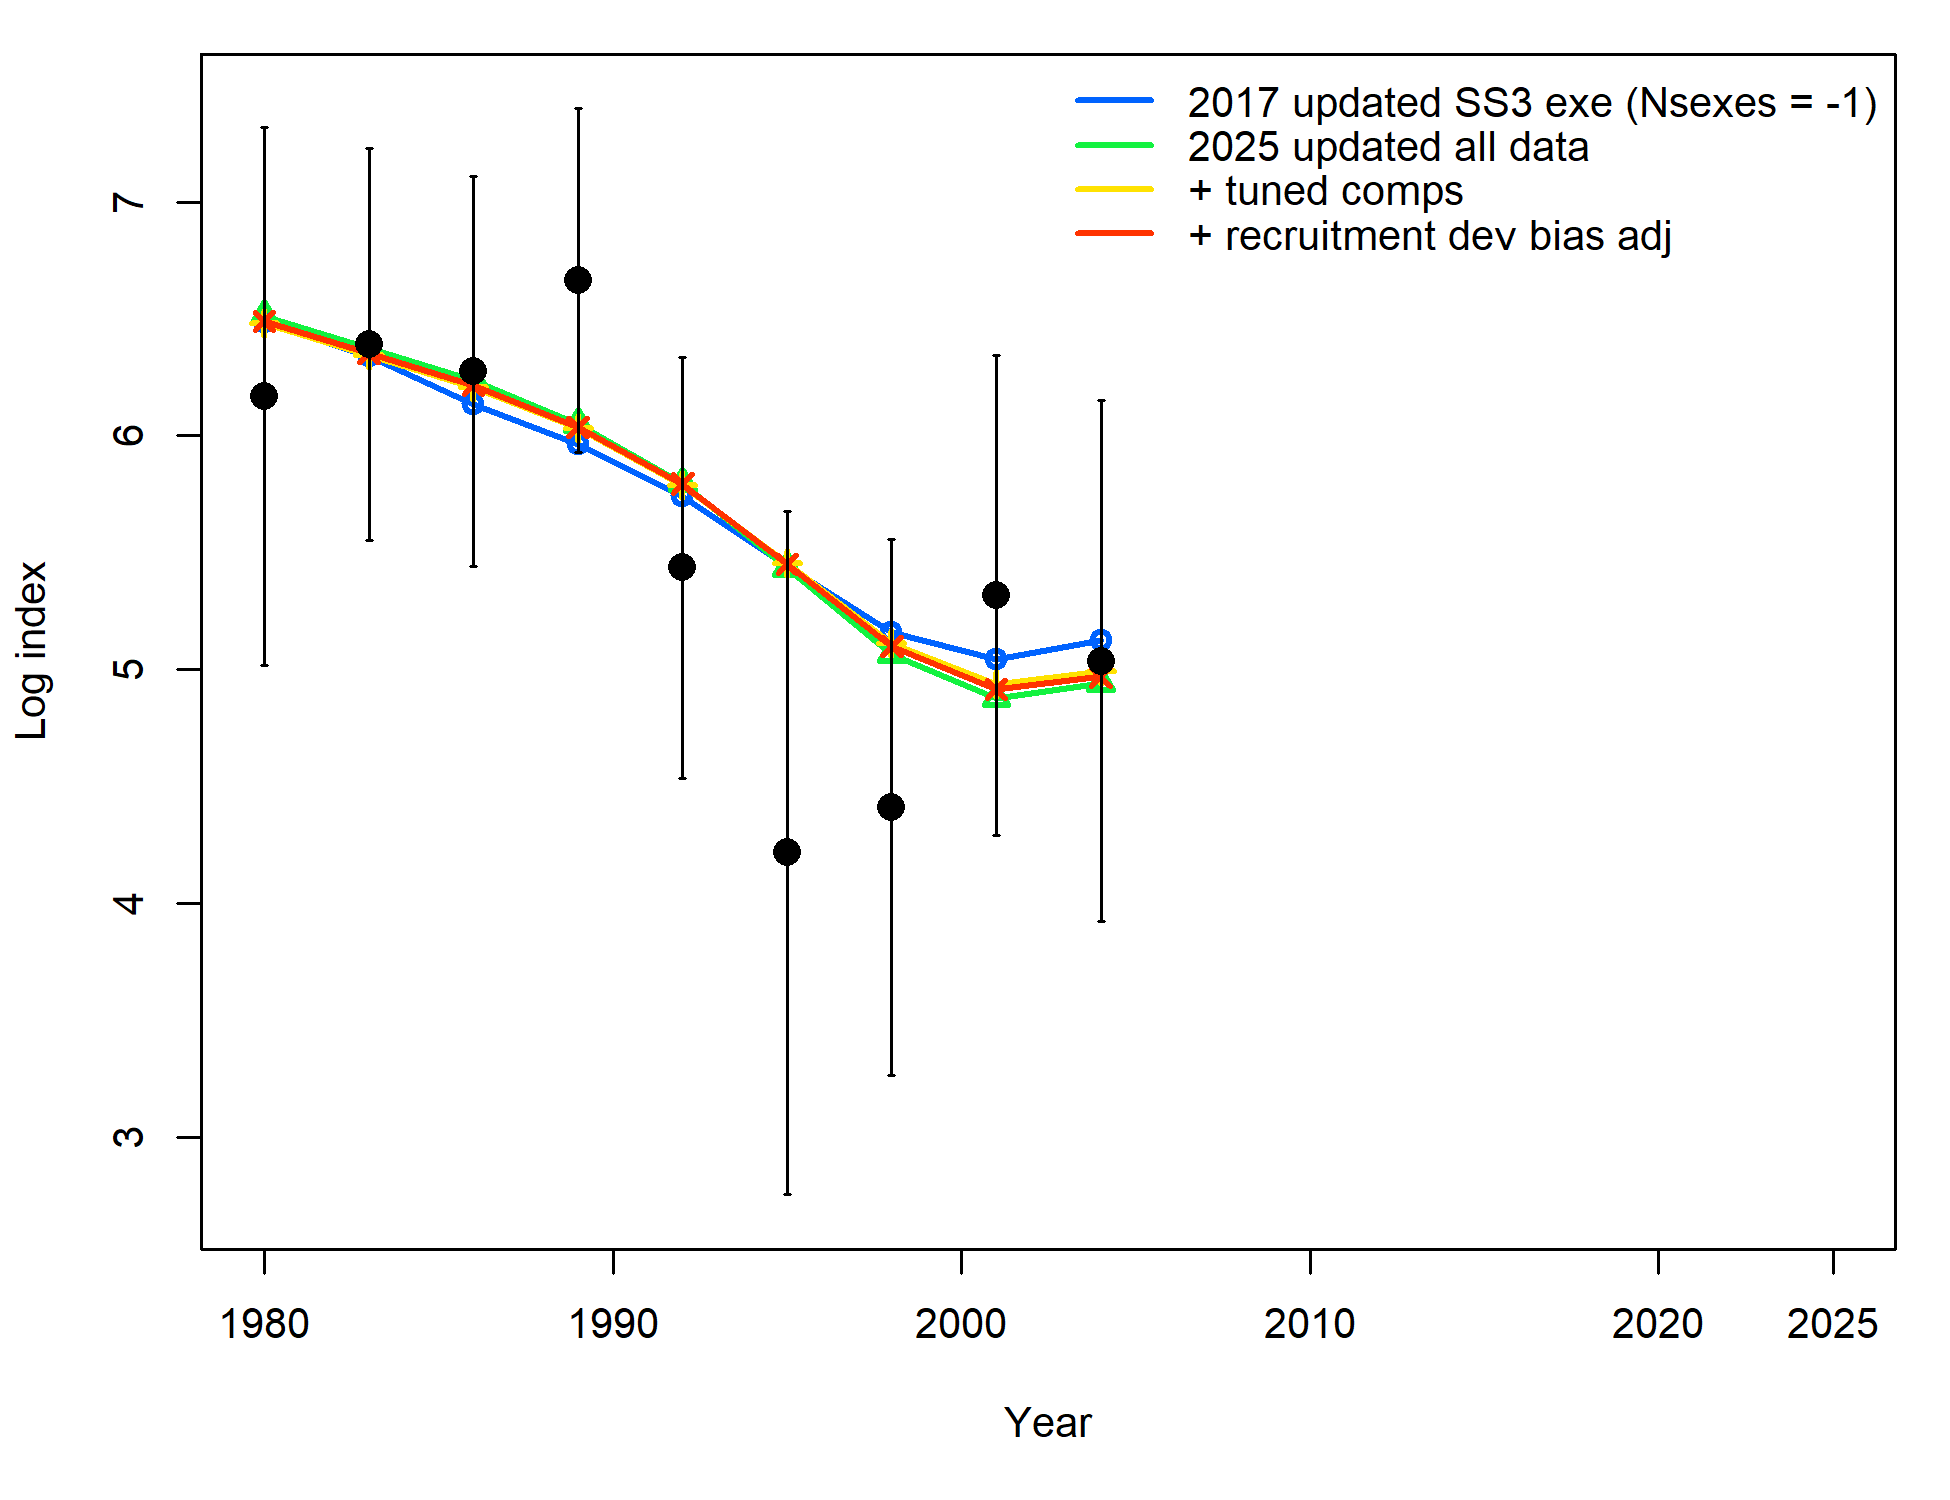 2017 updated SS3 exe (Nsexes = -1)
2025 updated all data
+ tuned comps
+ recruitment dev bias adj
7
6
5
4
3
Log index
1980 1990 2000 2010 2020 2025
Year